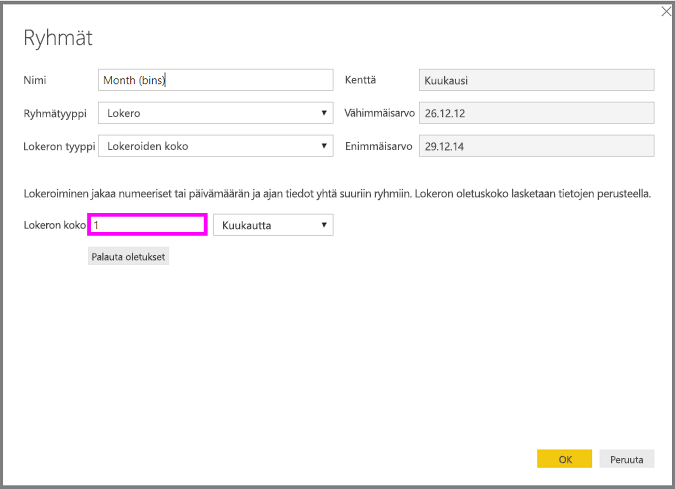 Ryhmät
Nimi Month (bins) Kenttä Kuukausi
Ryhmätyyppi Lokero Vähimmäisarvo 26.12.12
Lokeron tyyppi Lokeroiden koko Enimmäisarvo 29.12.14
Lokeroiminen jakaa numeeriset tai päivämäärän ja ajan tiedot yhtä suuriin ryhmiin. Lokeron oletuskoko lasketaan tietojen perusteella.
Lokeron koko 1 Kuukautta
Palauta oletukset
OK Peruuta